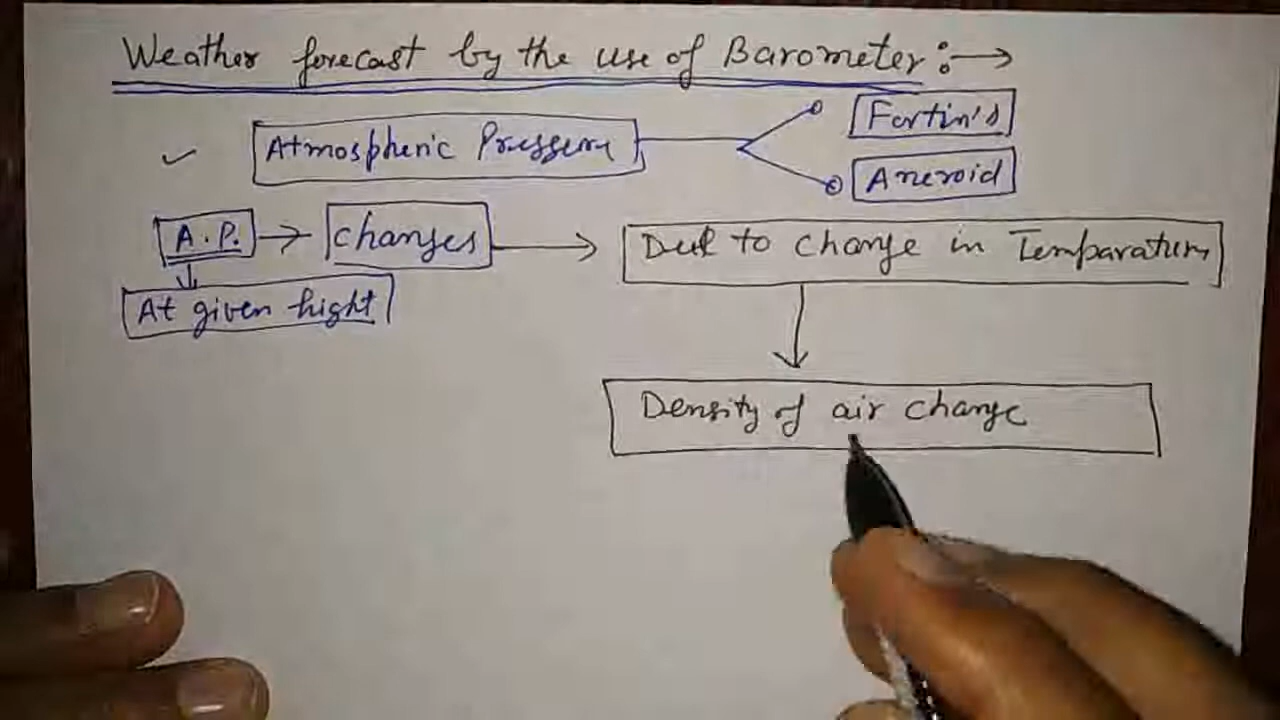 Weather forecast by the use of Barometer :→
Atmospheric Pressure
Fortin's
Aneroid
A.P. → changes → Due to change in Temparature
At given hight
Density of air change